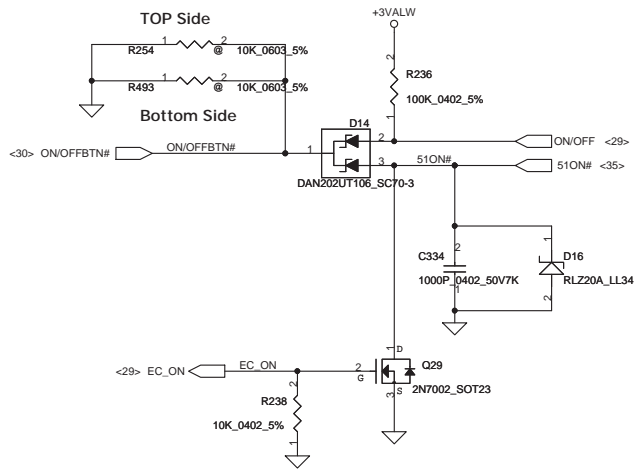 TOP Side
+3VALW
1
2
R254
@
10K_0603_5%
1
2
R493
@
10K_0603_5%
2
R236
100K_0402_5%
1
Bottom Side
D14
<30> ON/OFFBTN#
ON/OFFBTN#
1
2
ON/OFF <29>
3
51ON#
51ON# <35>
DAN202UT106_SC70-3
C334
2
1000P_0402_50V7K
1
1
D16
RLZ20A_LL34
2
1
D
Q29
<29> EC_ON
EC_ON
2
G
2N7002_SOT23
S
3
2
R238
10K_0402_5%
1